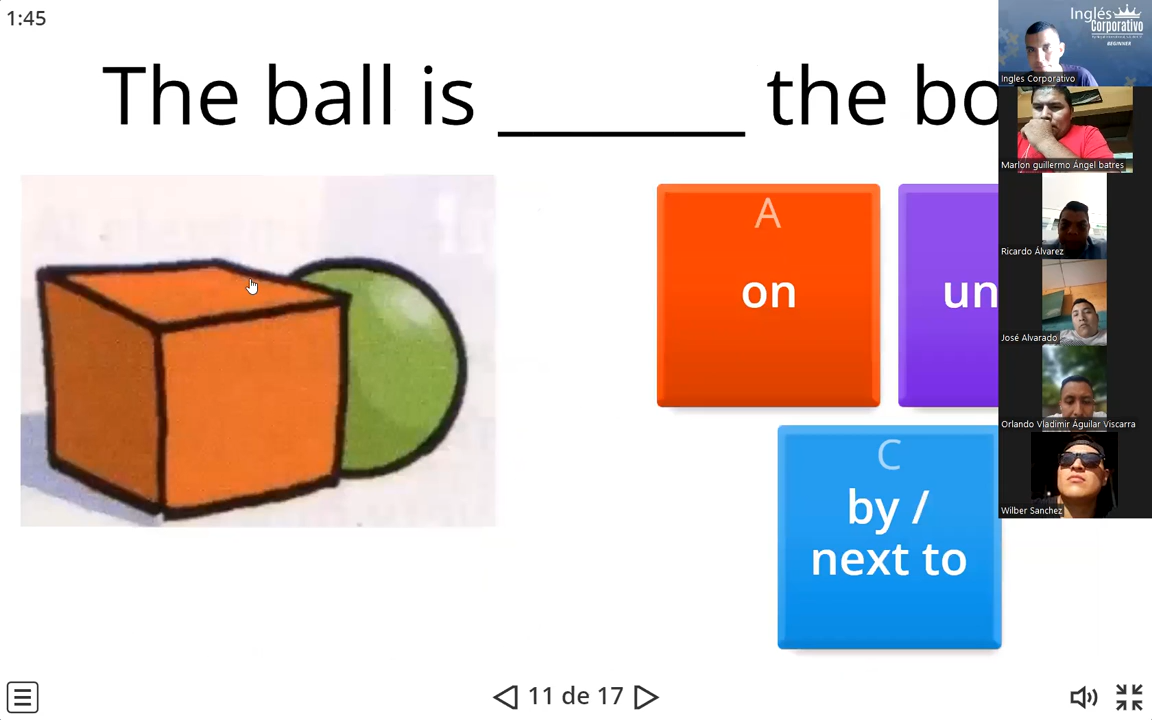 1:45
The ball is ________ the bo
A
on
un
C
by /
next to
11 de 17
Inglés
Corporativo
BEGINNER
Ingles Corporativo
Marlon guillermo Ángel batres
Ricardo Álvarez
José Alvarado
Orlando Vladimir Águilar Viscarra
Wilber Sanchez